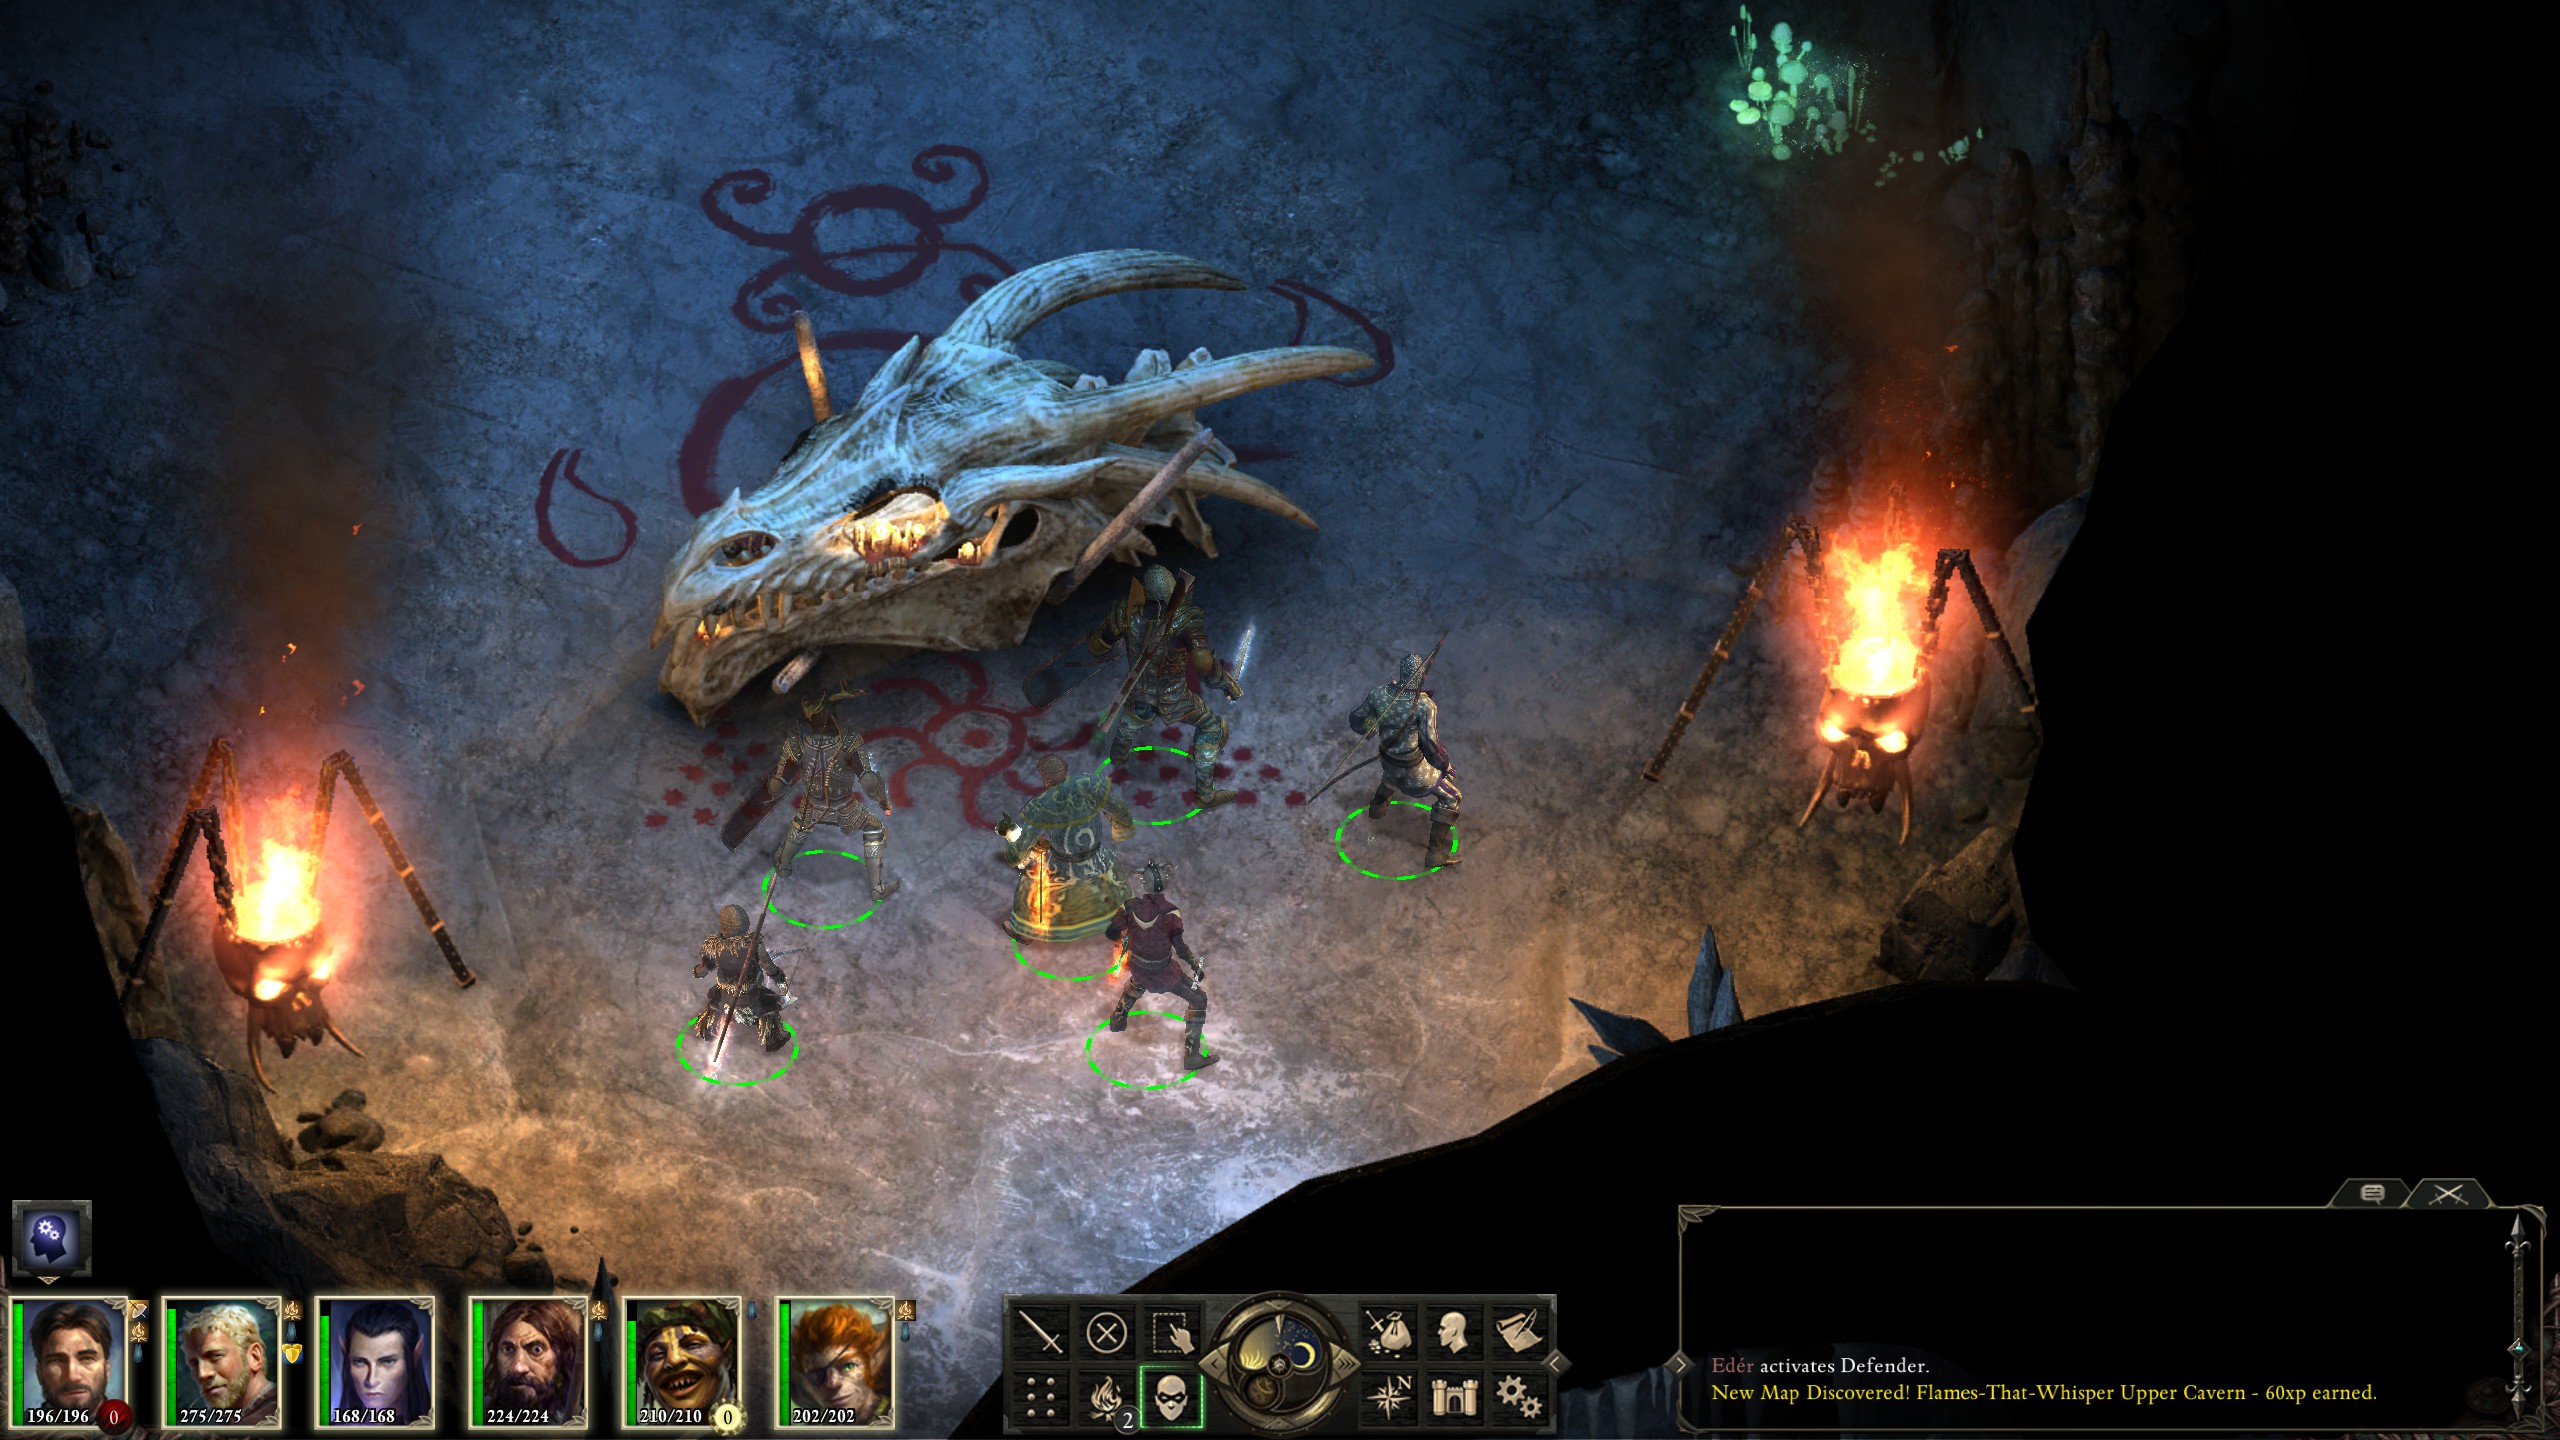 Edér activates Defender.
New Map Discovered! Flames-That-Whisper Upper Cavern - 60xp earned.
196/196 0
275/275
168/168
224/224
210/210 0
202/202
2
N